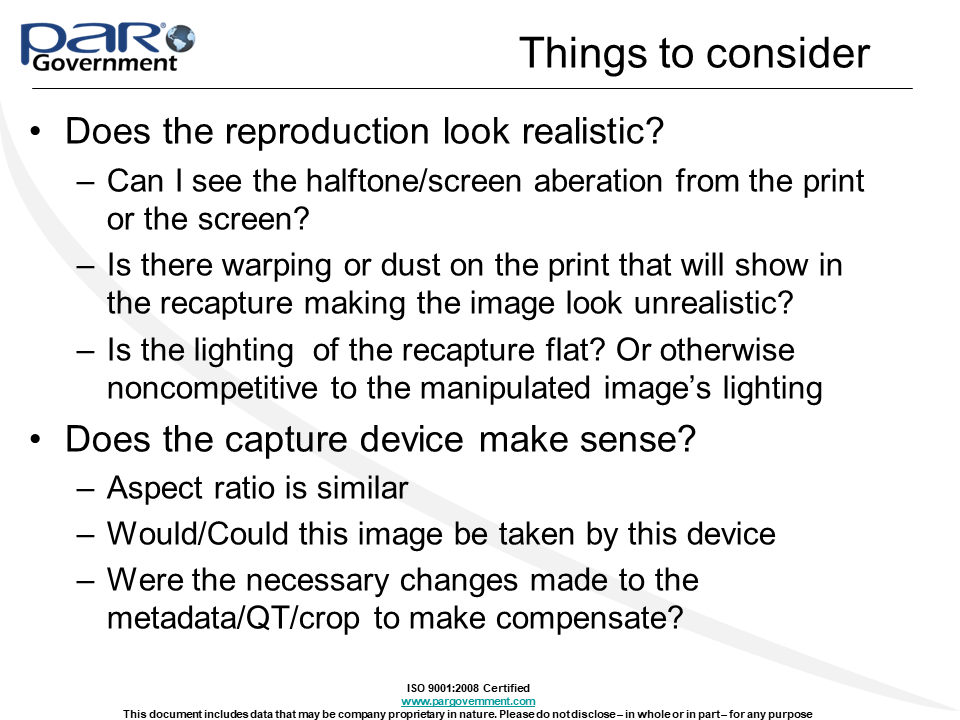 PAR®
Government
Things to consider
• Does the reproduction look realistic?
– Can I see the halftone/screen aberation from the print
or the screen?
– Is there warping or dust on the print that will show in
the recapture making the image look unrealistic?
– Is the lighting  of the recapture flat? Or otherwise
noncompetitive to the manipulated image’s lighting
• Does the capture device make sense?
– Aspect ratio is similar
– Would/Could this image be taken by this device
– Were the necessary changes made to the
metadata/QT/crop to make compensate?
ISO 9001:2008 Certified
www.pargovernment.com
This document includes data that may be company proprietary in nature. Please do not disclose – in whole or in part – for any purpose